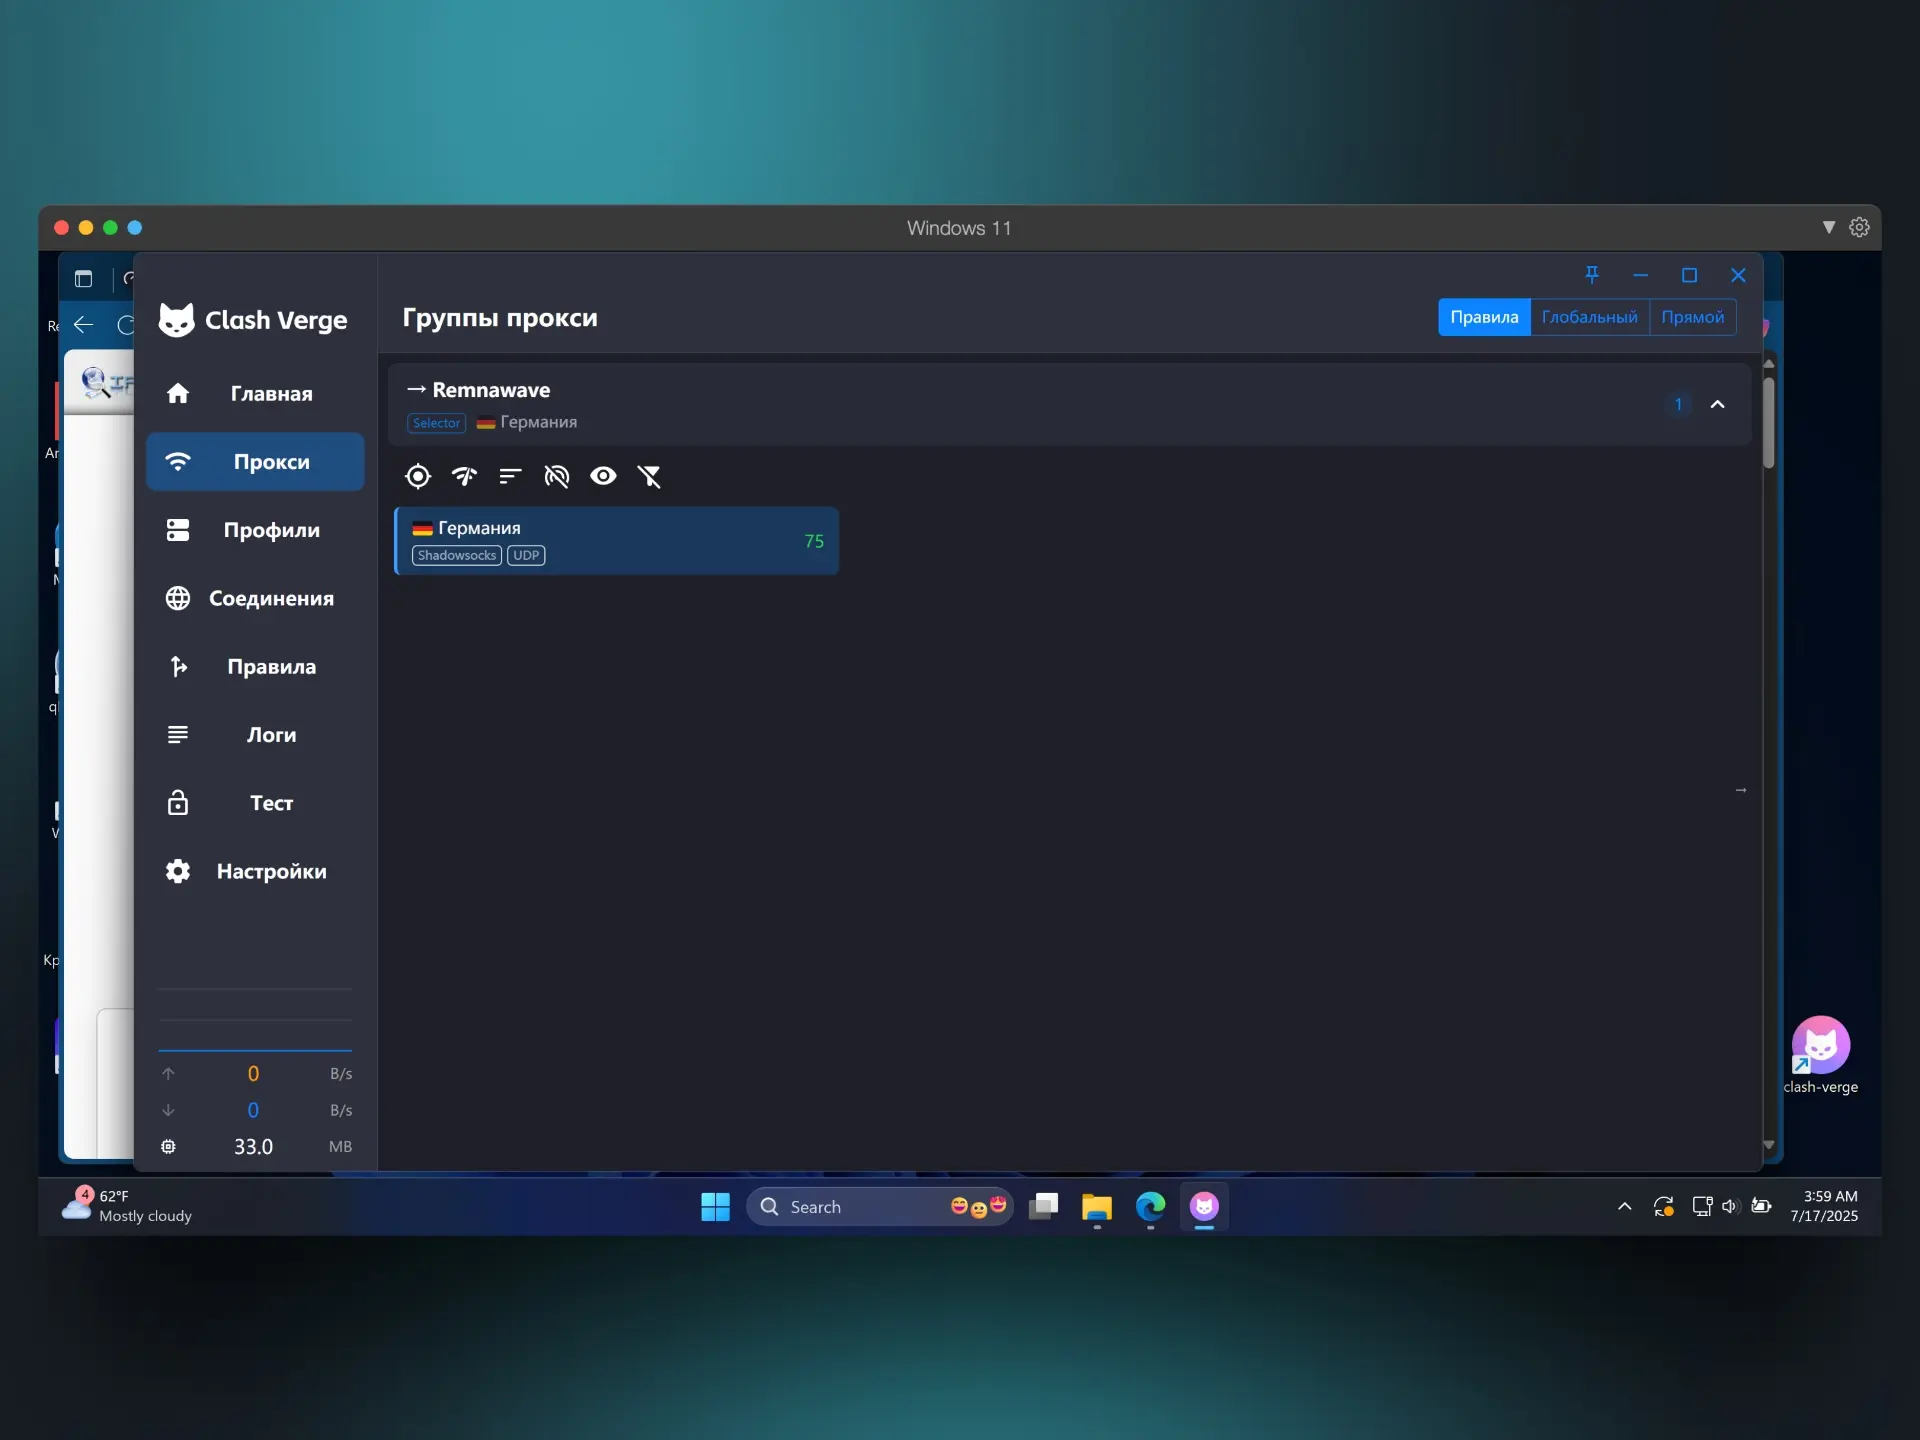 Windows 11
Clash Verge
Группы прокси
Правила
Глобальный
Прямой
Главная
Прокси
Профили
Соединения
Правила
Логи
Тест
Настройки
→ Remnawave
Selector Германия
1
Германия
Shadowsocks UDP
75
0 B/s
0 B/s
33.0 MB
clash-verge
4
62°F
Mostly cloudy
Search
3:59 AM
7/17/2025